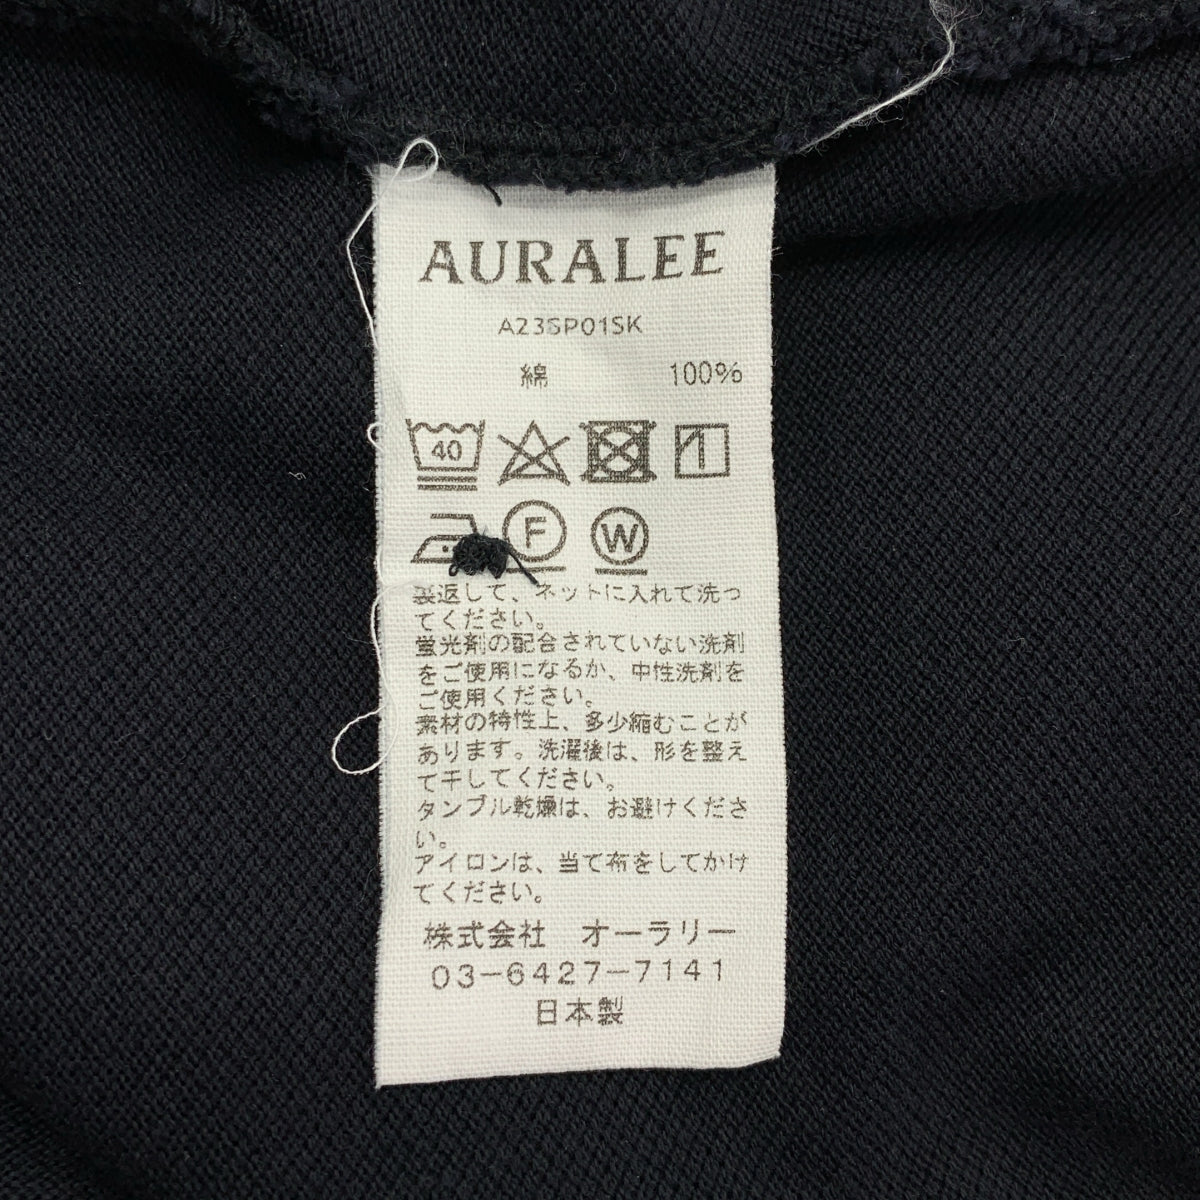 AURALEE
A23SP01SK
綿 100%
40
F W
裏返して、ネットに入れて洗っ
てください。
蛍光剤の配合されていない洗剤
をご使用になるか、中性洗剤を
ご使用ください。
素材の特性上、多少縮むことが
あります。洗濯後は、形を整え
て干してください。
タンブル乾燥は、お避けくださ
い。
アイロンは、当て布をしてかけ
てください。
株式会社 オーラリー
03-6427-7141
日本製